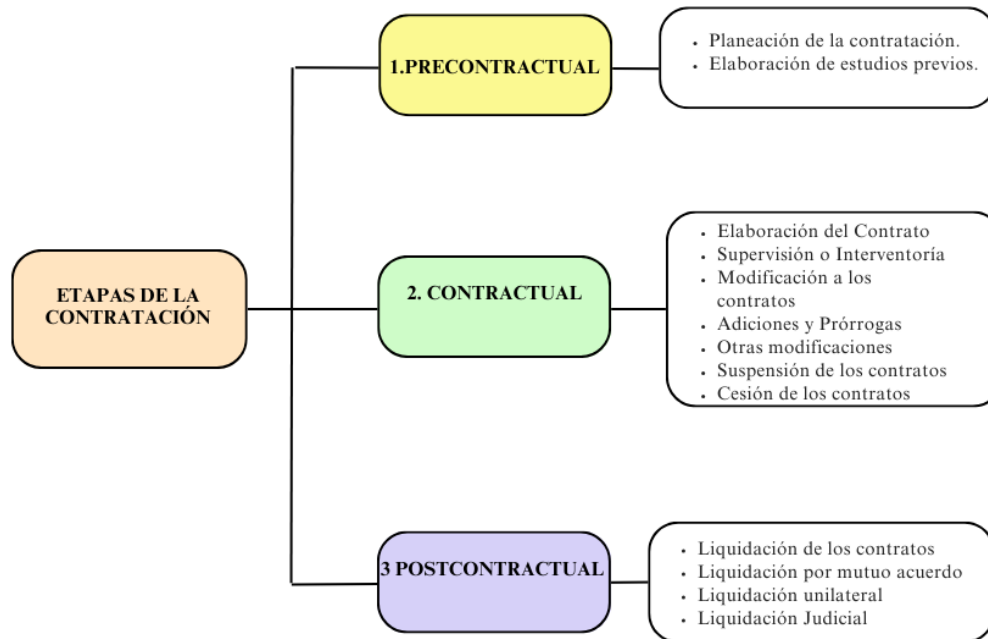 ETAPAS DE LA
CONTRATACIÓN
1.PRECONTRACTUAL
• Planeación de la contratación.
• Elaboración de estudios previos.
2. CONTRACTUAL
• Elaboración del Contrato
• Supervisión o Interventoría
• Modificación a los
contratos
• Adiciones y Prórrogas
• Otras modificaciones
• Suspensión de los contratos
• Cesión de los contratos
3 POSTCONTRACTUAL
• Liquidación de los contratos
• Liquidación por mutuo acuerdo
• Liquidación unilateral
• Liquidación Judicial